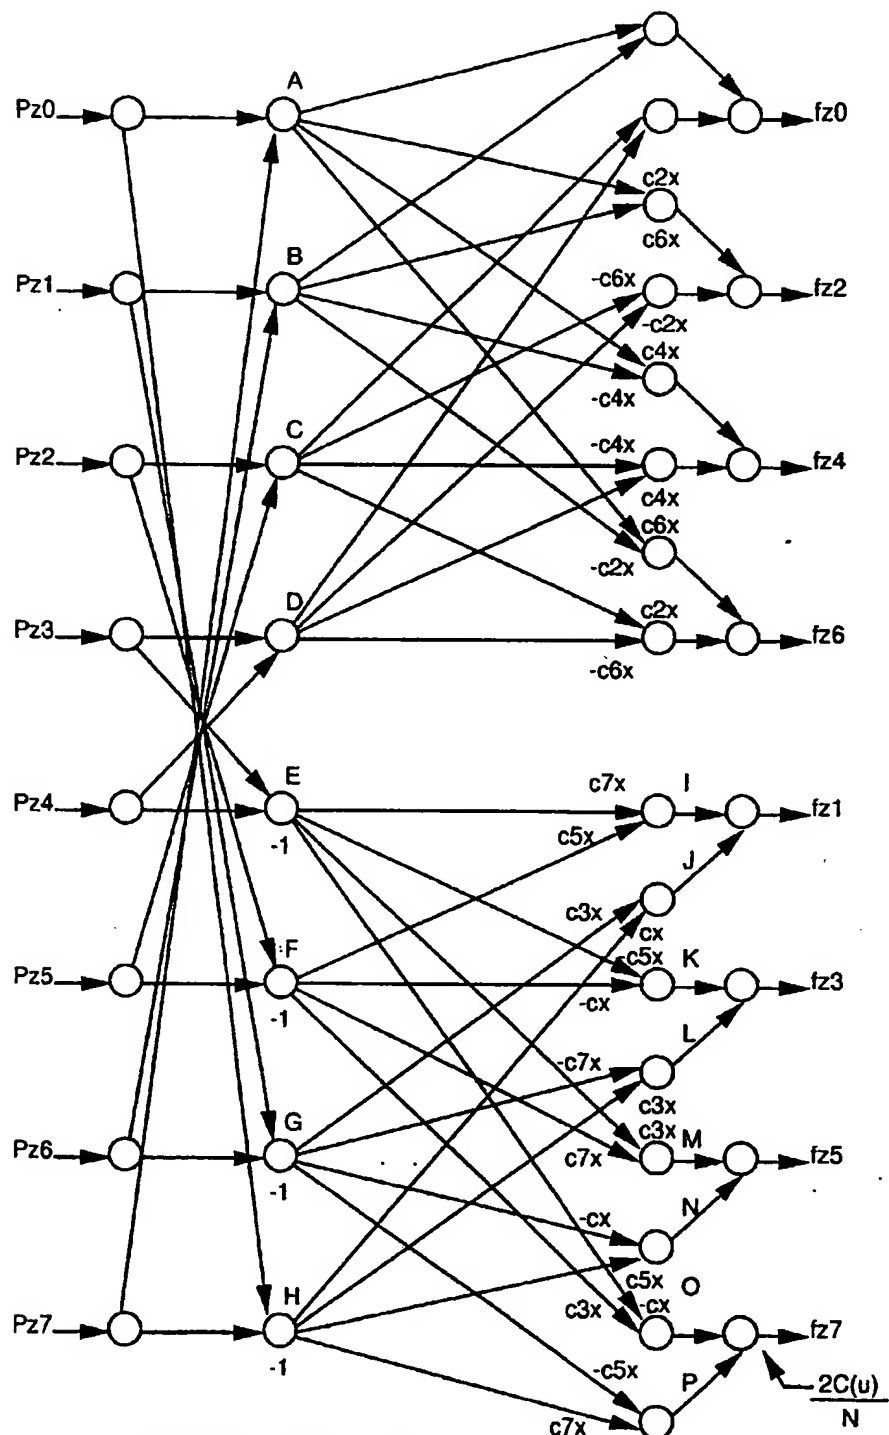 A
Pz0
fz0
c2x
B
c6x
Pz1
-c6x
fz2
-c2x
c4x
-c4x
C
-c4x
Pz2
fz4
c4x
c6x
-c2x
D
c2x
Pz3
fz6
-c6x
E
c7x
I
Pz4
fz1
-1
c5x
J
c3x
cx
F
-c5x
K
Pz5
fz3
-cx
-1
L
-c7x
c3x
G
c3x
M
Pz6
fz5
c7x
-1
N
-cx
c5x
O
H
c3x
-cx
Pz7
fz7
-1
-c5x
P
2C(u)
N
c7x